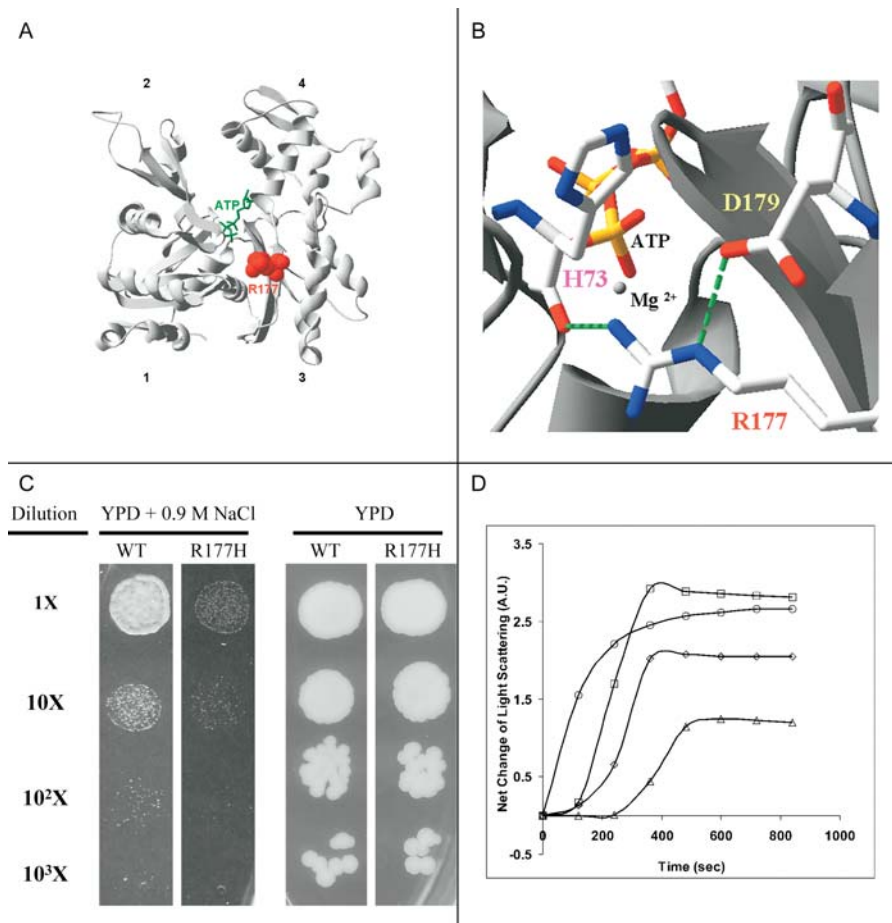 A
2
4
ATP
R177
1
3
B
D179
ATP
H73
Mg 2+
R177
C
Dilution
YPD + 0.9 M NaCl
YPD
WT
R177H
WT
R177H
1X
10X
10²X
10³X
D
Net Change of Light Scattering (A.U.)
3.5
2.5
1.5
0.5
-0.5
0
200
400
600
800
1000
Time (sec)